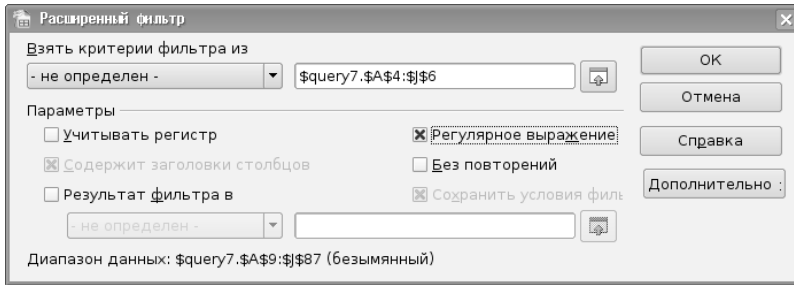 Расширенный фильтр
Взять критерии фильтра из
- не определен -
$query7.$A$4:$J$6
OK
Отмена
Параметры
Учитывать регистр
Регулярное выражение
Справка
Содержит заголовки столбцов
Без повторений
Результат фильтра в
Сохранить условия филь
Дополнительно :
- не определен -
Диапазон данных: $query7.$A$9:$J$87 (безымянный)